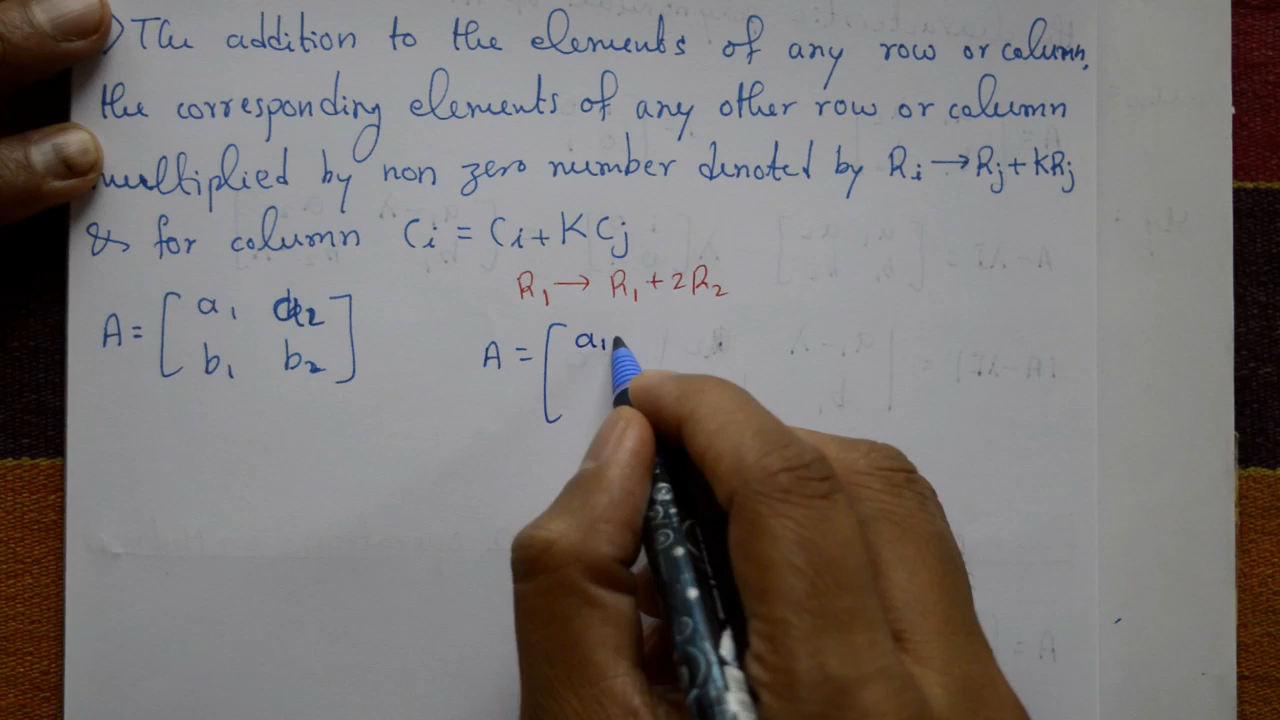 ) The addition to the elements of any row or column,
the corresponding elements of any other row or column
multiplied by non zero number denoted by Ri → Rj + KRj
& for column Ci = Ci + KCj
R1 → R1 + 2R2
A = [ a1 a2
b1 b2 ]
A = [ a1